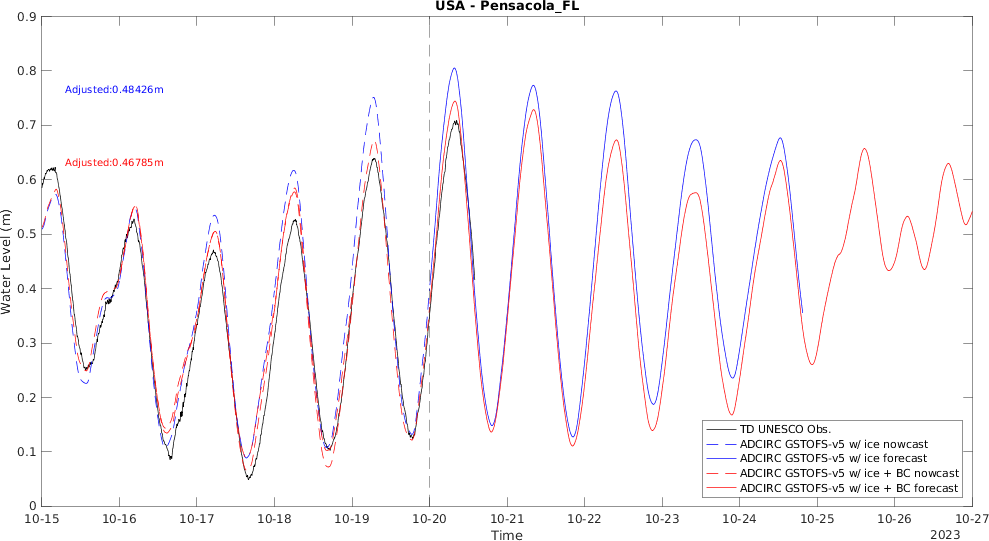 USA - Pensacola_FL
0.9
0.8
0.7
0.6
0.5
0.4
0.3
0.2
0.1
0
Water Level (m)
Adjusted:0.48426m
Adjusted:0.46785m
TD UNESCO Obs.
ADCIRC GSTOFS-v5 w/ ice nowcast
ADCIRC GSTOFS-v5 w/ ice forecast
ADCIRC GSTOFS-v5 w/ ice + BC nowcast
ADCIRC GSTOFS-v5 w/ ice + BC forecast
10-15 10-16 10-17 10-18 10-19 10-20 10-21 10-22 10-23 10-24 10-25 10-26 10-27
Time
2023